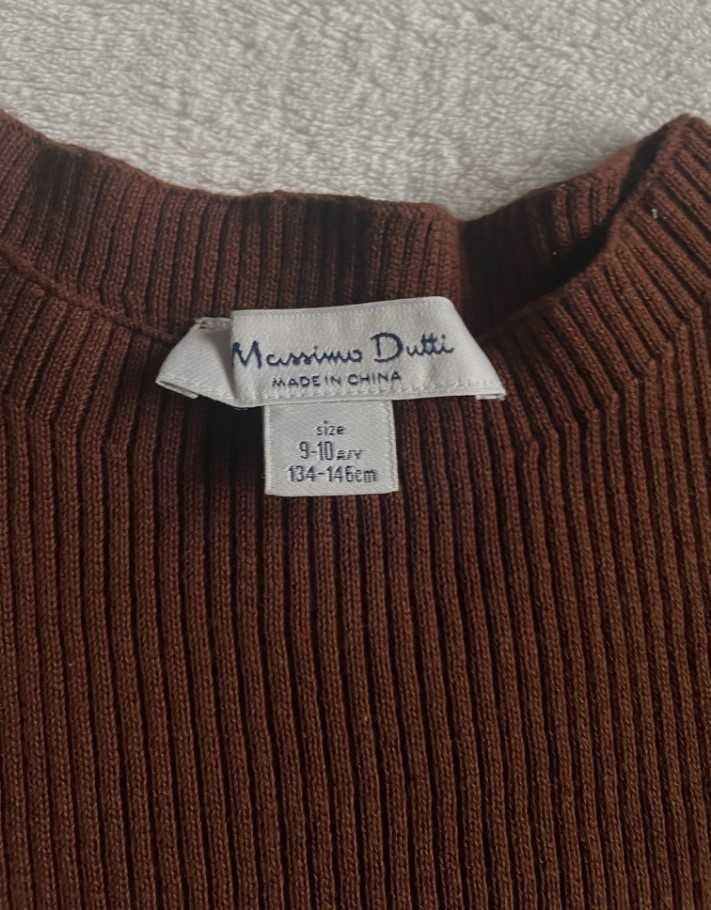 Massimo Dutti
MADE IN CHINA
size
9-10 A/Y
134-146cm